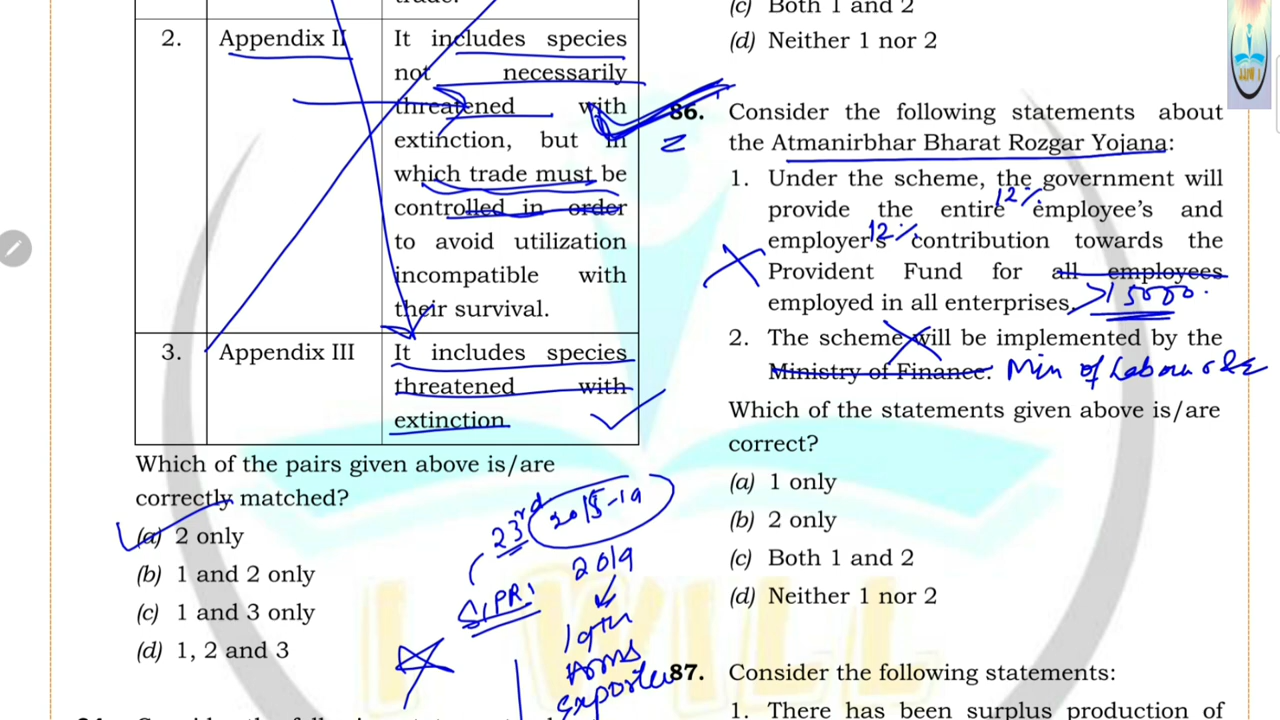 trade.
2. Appendix II It includes species
not necessarily
threatened with
extinction, but in
which trade must be
controlled in order
to avoid utilization
incompatible with
their survival.
3. Appendix III It includes species
threatened with
extinction
Which of the pairs given above is/are
correctly matched?
(a) 2 only
(b) 1 and 2 only
(c) 1 and 3 only
(d) 1, 2 and 3
23rd
2015-19
2019
SIPRI
19th
Arms
Exporter
(c) Both 1 and 2
(d) Neither 1 nor 2
86. Consider the following statements about
the Atmanirbhar Bharat Rozgar Yojana:
1. Under the scheme, the government will
12%
provide the entire employee's and
12%
employer's contribution towards the
Provident Fund for all employees
employed in all enterprises. >15000.
2. The scheme will be implemented by the
Ministry of Finance. Min of Labour & E
Which of the statements given above is/are
correct?
(a) 1 only
(b) 2 only
(c) Both 1 and 2
(d) Neither 1 nor 2
87. Consider the following statements:
1. There has been surplus production of
I WILL